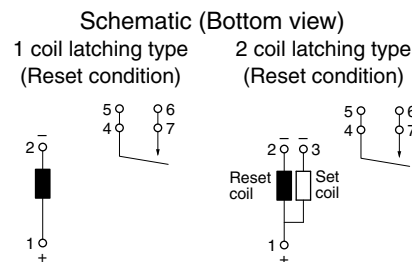 Schematic (Bottom view)
1 coil latching type
(Reset condition)
5 6
4 7
−
2
1
+
2 coil latching type
(Reset condition)
5 6
4 7
− −
2 3
Reset
coil
Set
coil
1
+